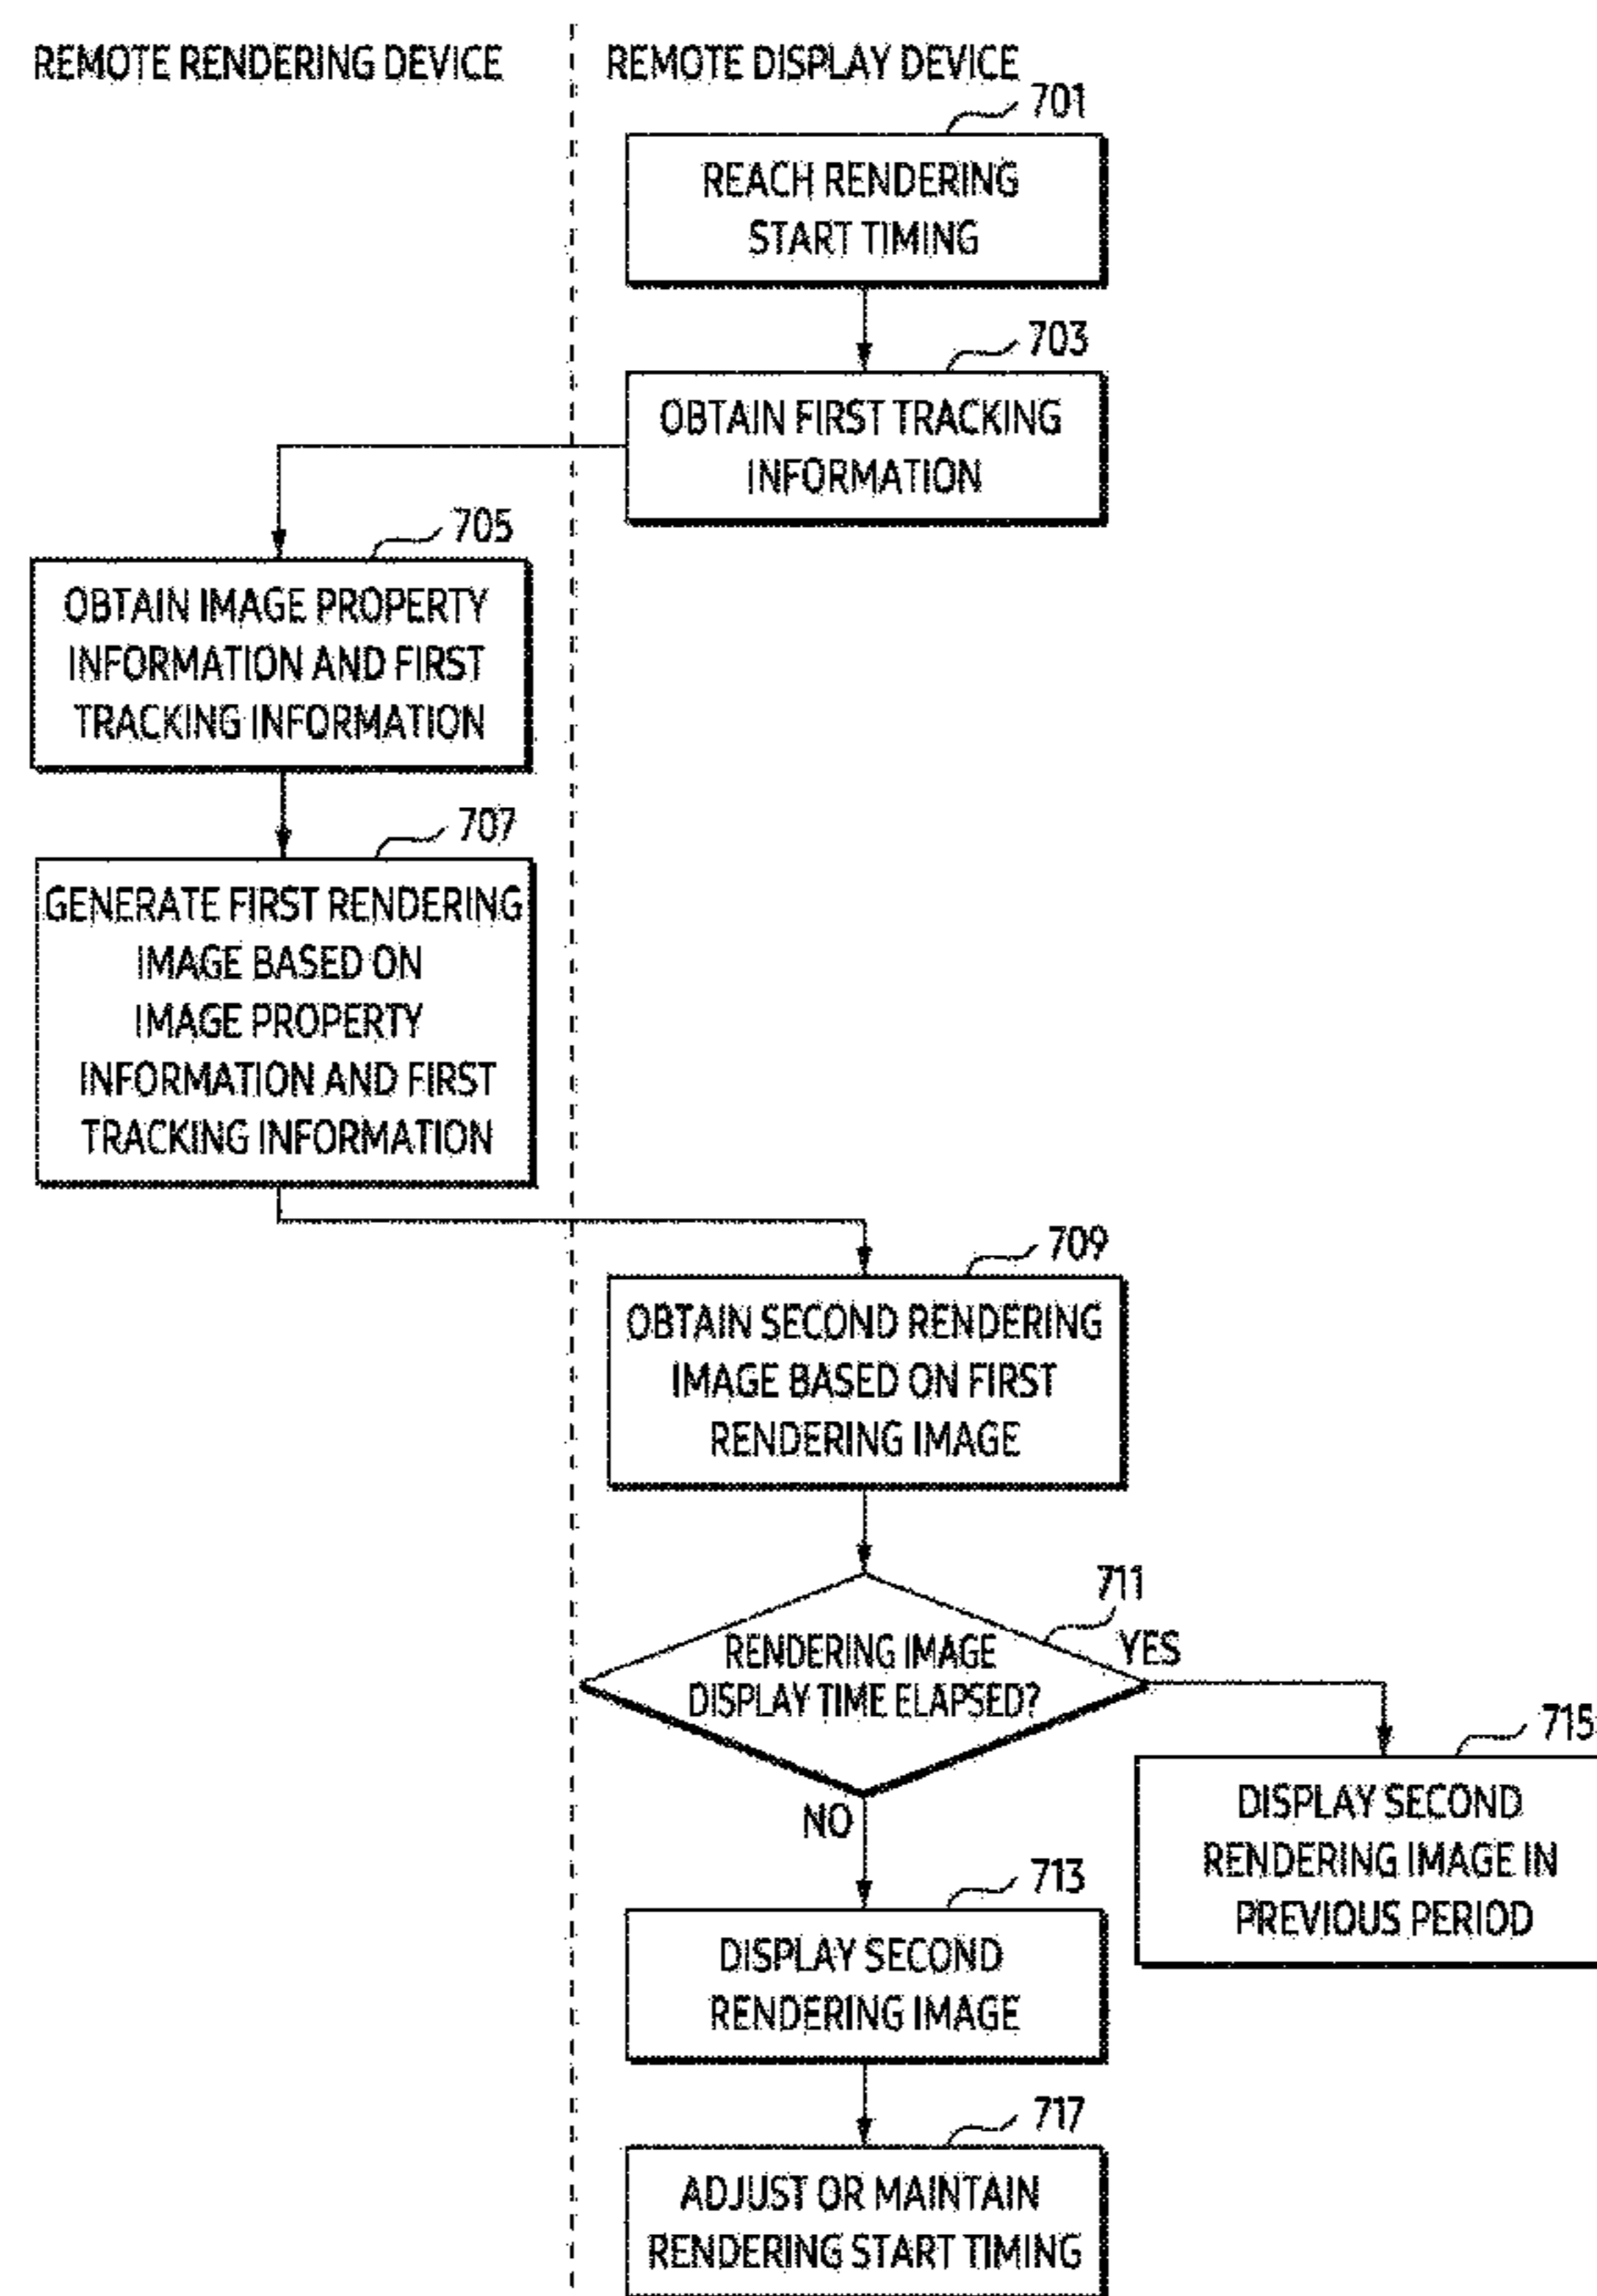 REMOTE RENDERING DEVICE
REMOTE DISPLAY DEVICE
701
REACH RENDERING
START TIMING
703
OBTAIN FIRST TRACKING
INFORMATION
705
OBTAIN IMAGE PROPERTY
INFORMATION AND FIRST
TRACKING INFORMATION
707
GENERATE FIRST RENDERING
IMAGE BASED ON
IMAGE PROPERTY
INFORMATION AND FIRST
TRACKING INFORMATION
709
OBTAIN SECOND RENDERING
IMAGE BASED ON FIRST
RENDERING IMAGE
711
RENDERING IMAGE
DISPLAY TIME ELAPSED?
YES
715
DISPLAY SECOND
RENDERING IMAGE IN
PREVIOUS PERIOD
NO
713
DISPLAY SECOND
RENDERING IMAGE
717
ADJUST OR MAINTAIN
RENDERING START TIMING